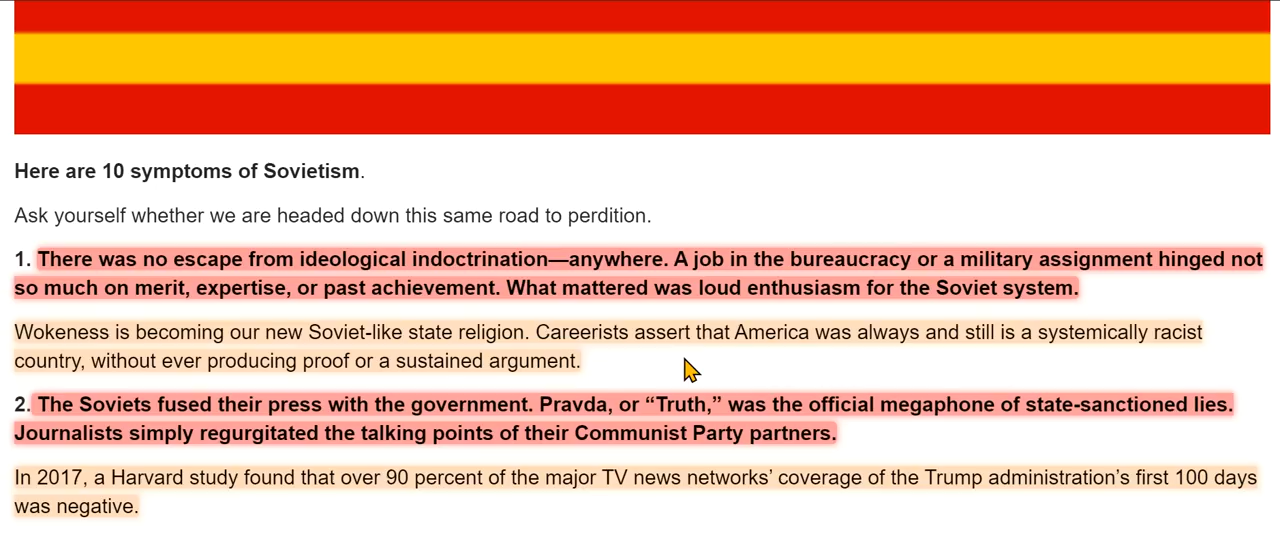 Here are 10 symptoms of Sovietism.
Ask yourself whether we are headed down this same road to perdition.
1. There was no escape from ideological indoctrination—anywhere. A job in the bureaucracy or a military assignment hinged not
so much on merit, expertise, or past achievement. What mattered was loud enthusiasm for the Soviet system.
Wokeness is becoming our new Soviet-like state religion. Careerists assert that America was always and still is a systemically racist
country, without ever producing proof or a sustained argument.
2. The Soviets fused their press with the government. Pravda, or “Truth,” was the official megaphone of state-sanctioned lies.
Journalists simply regurgitated the talking points of their Communist Party partners.
In 2017, a Harvard study found that over 90 percent of the major TV news networks’ coverage of the Trump administration’s first 100 days
was negative.